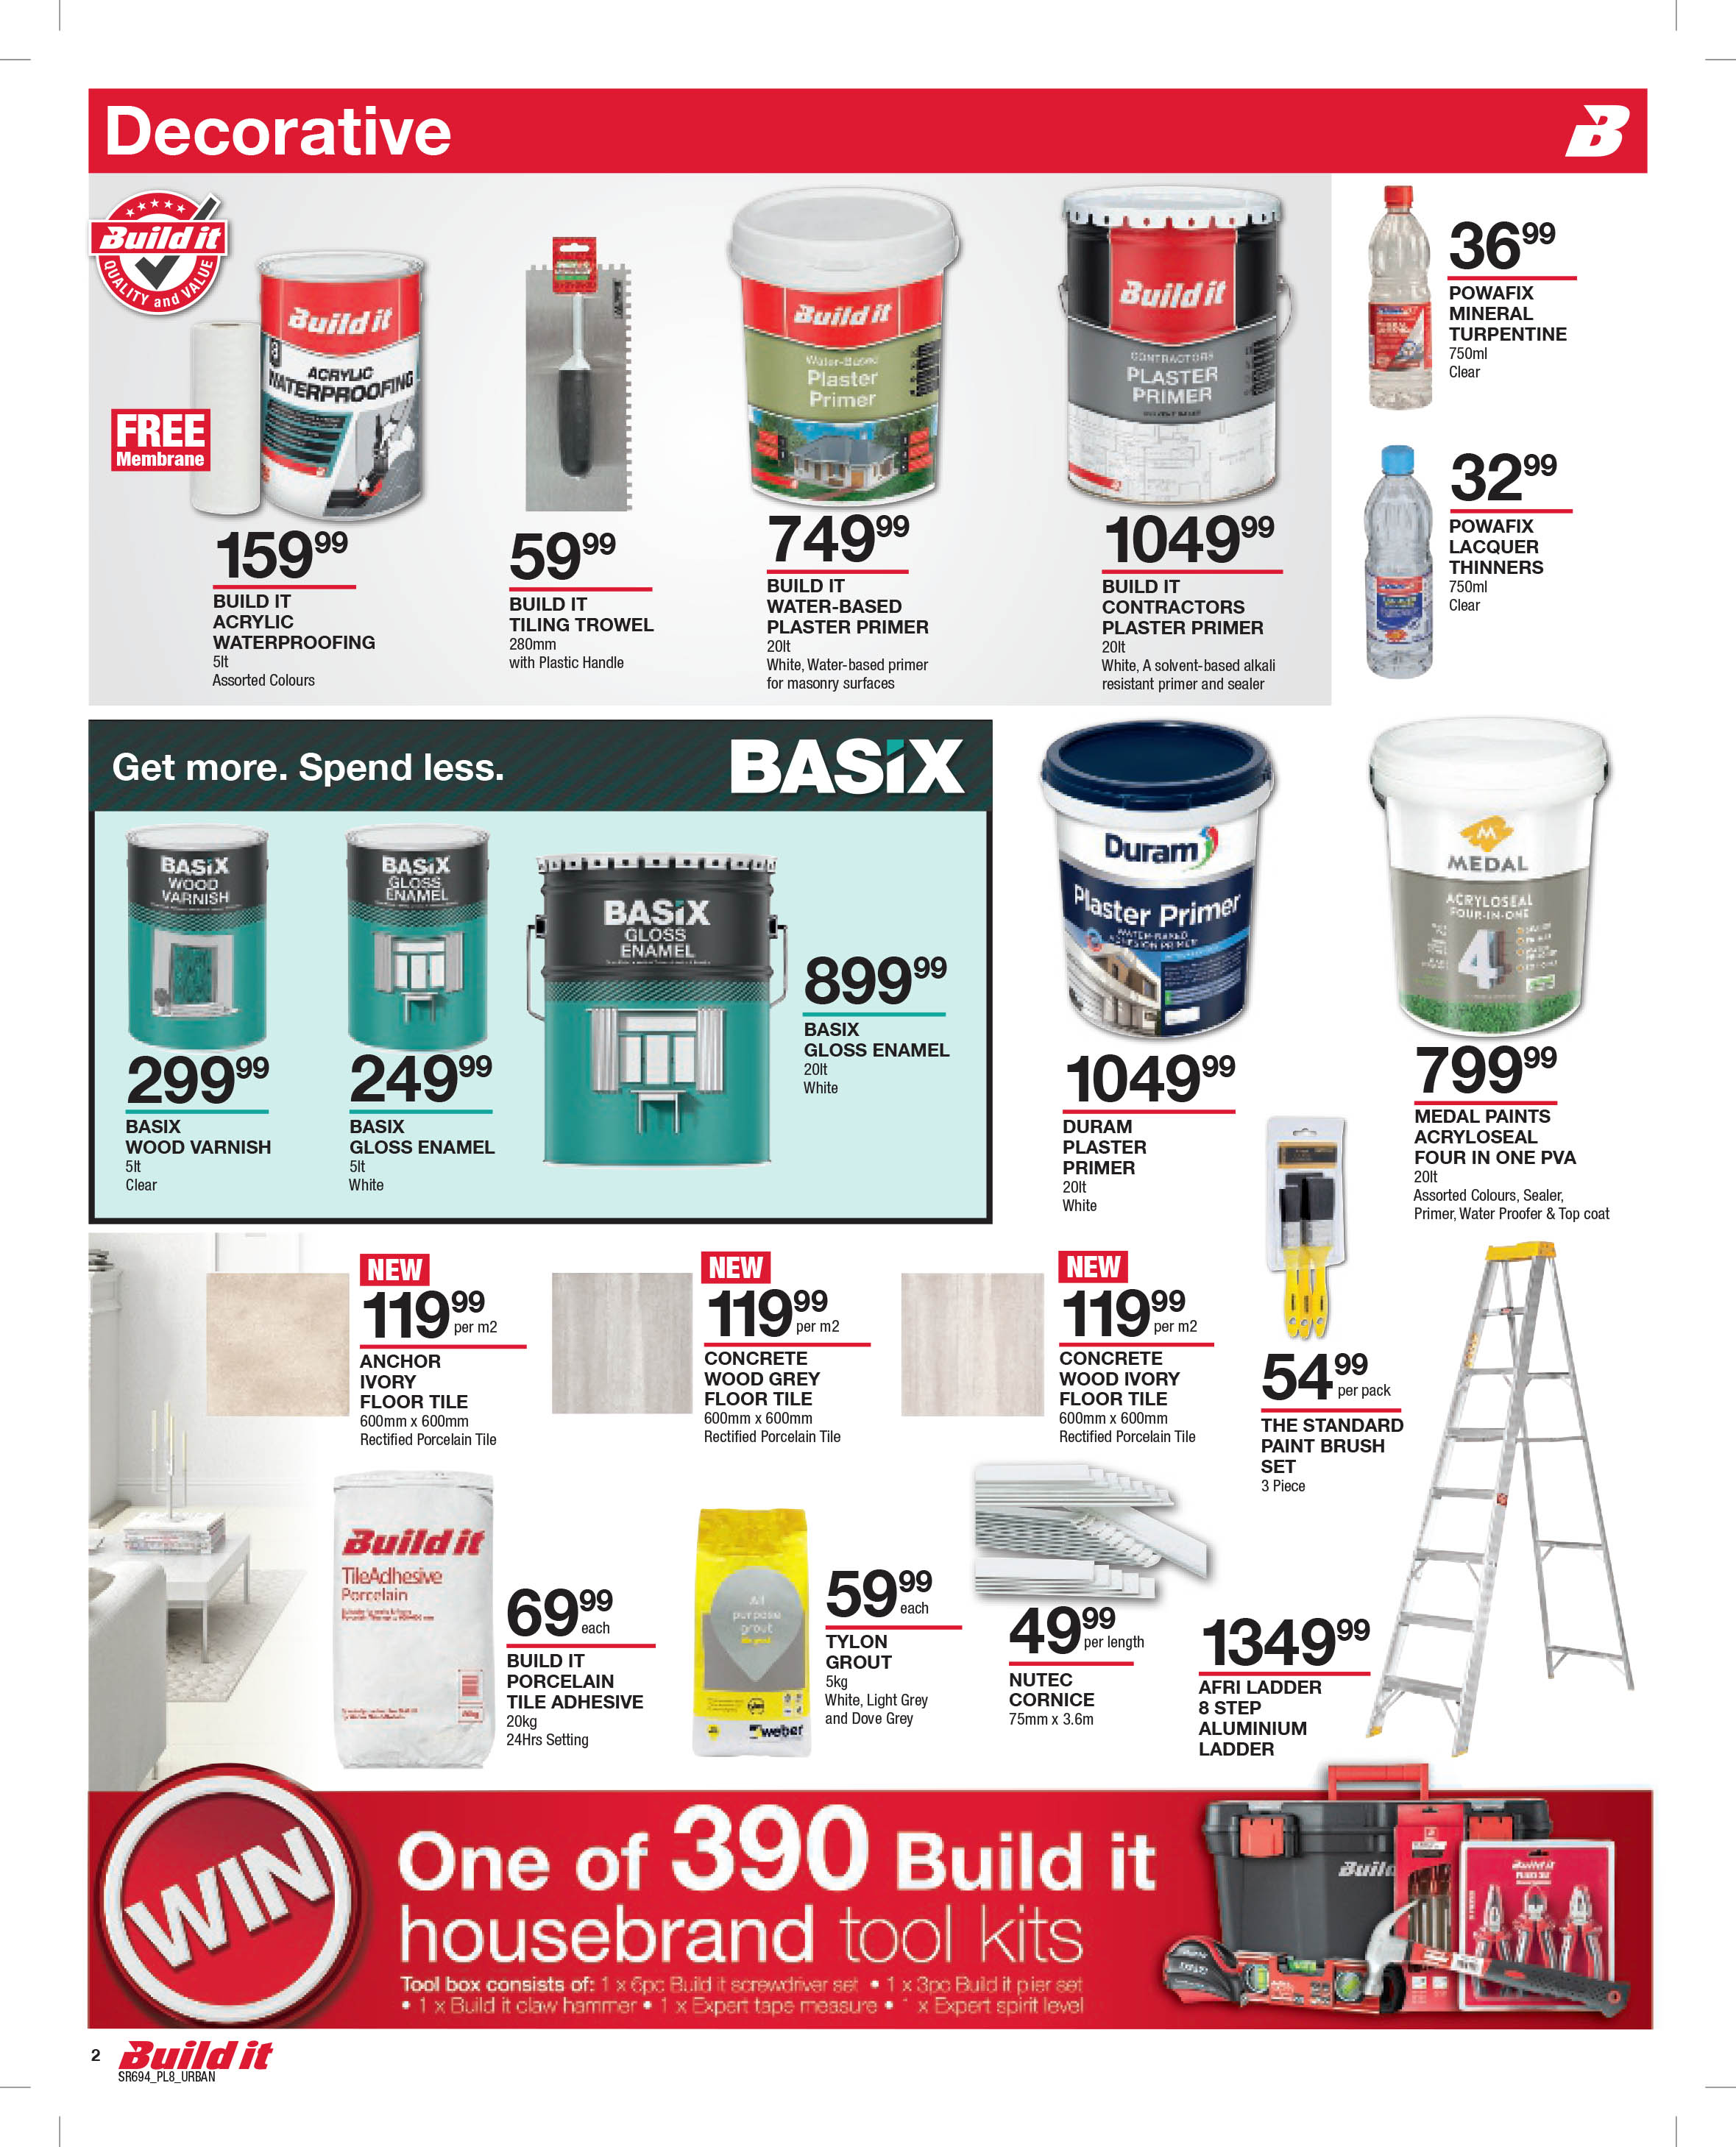 Decorative
B
Build it
QUALITY and VALUE
FREE
Membrane
Build it
ACRYLIC
WATERPROOFING
159 99
BUILD IT
ACRYLIC
WATERPROOFING
5lt
Assorted Colours
59 99
BUILD IT
TILING TROWEL
280mm
with Plastic Handle
Build it
Water-Based
Plaster
Primer
749 99
BUILD IT
WATER-BASED
PLASTER PRIMER
20lt
White, Water-based primer
for masonry surfaces
Build it
CONTRACTORS
PLASTER
PRIMER
1049 99
BUILD IT
CONTRACTORS
PLASTER PRIMER
20lt
White, A solvent-based alkali
resistant primer and sealer
36 99
POWAFIX
MINERAL
TURPENTINE
750ml
Clear
32 99
POWAFIX
LACQUER
THINNERS
750ml
Clear
Get more. Spend less.
BASiX
BASiX
WOOD
VARNISH
299 99
BASIX
WOOD VARNISH
5lt
Clear
BASiX
GLOSS
ENAMEL
249 99
BASIX
GLOSS ENAMEL
5lt
White
BASiX
GLOSS
ENAMEL
899 99
BASIX
GLOSS ENAMEL
20lt
White
Duram
Plaster Primer
WATER-BASED
ADHESION PRIMER
1049 99
DURAM
PLASTER
PRIMER
20lt
White
M
MEDAL
ACRYLOSEAL
FOUR-IN-ONE
4
799 99
MEDAL PAINTS
ACRYLOSEAL
FOUR IN ONE PVA
20lt
Assorted Colours, Sealer,
Primer, Water Proofer & Top coat
NEW
119 99
per m2
ANCHOR
IVORY
FLOOR TILE
600mm x 600mm
Rectified Porcelain Tile
NEW
119 99
per m2
CONCRETE
WOOD GREY
FLOOR TILE
600mm x 600mm
Rectified Porcelain Tile
NEW
119 99
per m2
CONCRETE
WOOD IVORY
FLOOR TILE
600mm x 600mm
Rectified Porcelain Tile
54 99
per pack
THE STANDARD
PAINT BRUSH
SET
3 Piece
Build it
TileAdhesive
Porcelain
69 99
each
BUILD IT
PORCELAIN
TILE ADHESIVE
20kg
24Hrs Setting
All
purpose
grout
weber
59 99
each
TYLON
GROUT
5kg
White, Light Grey
and Dove Grey
49 99
per length
NUTEC
CORNICE
75mm x 3.6m
1349 99
AFRI LADDER
8 STEP
ALUMINIUM
LADDER
WIN
One of 390 Build it
housebrand tool kits
Tool box consists of: 1 x 6pc Build it screwdriver set • 1 x 3pc Build it plier set
• 1 x Build it claw hammer • 1 x Expert tape measure • 1 x Expert spirit level
Build
Build it
2
Build it
SR694_PL8_URBAN